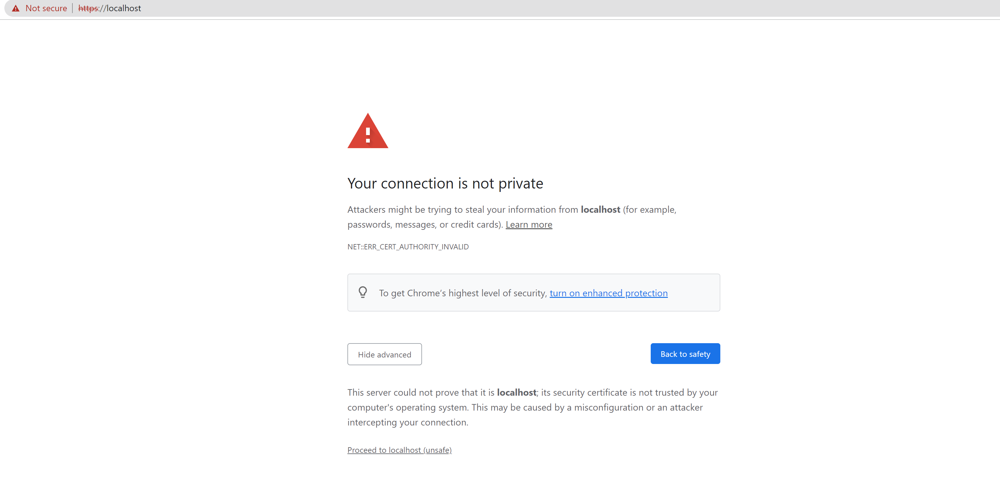 Not secure | https://localhost
Your connection is not private
Attackers might be trying to steal your information from localhost (for example,
passwords, messages, or credit cards). Learn more
NET::ERR_CERT_AUTHORITY_INVALID
To get Chrome’s highest level of security, turn on enhanced protection
Hide advanced
Back to safety
This server could not prove that it is localhost; its security certificate is not trusted by your
computer's operating system. This may be caused by a misconfiguration or an attacker
intercepting your connection.
Proceed to localhost (unsafe)